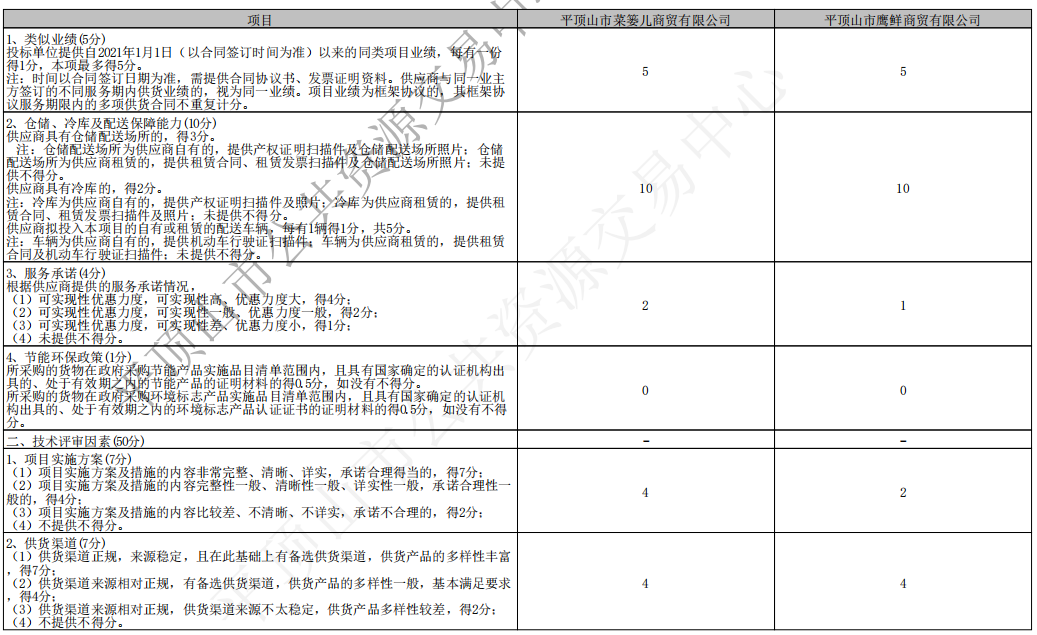 项目 平顶山市菜篓儿商贸有限公司 平顶山市鹰鲜商贸有限公司
1、类似业绩(5分)
投标单位提供自2021年1月1日（以合同签订时间为准）以来的同类项目业绩，每有一份
得1分，本项最多得5分。
注：时间以合同签订日期为准，需提供合同协议书、发票证明资料。供应商与同一业主
方签订的不同服务期内供货业绩的，视为同一业绩。项目业绩为框架协议的，其框架协
议服务期限内的多项供货合同不重复计分。
5 5
2、仓储、冷库及配送保障能力(10分)
供应商具有仓储配送场所的，得3分。
注：仓储配送场所为供应商自有的，提供产权证明扫描件及仓储配送场所照片；仓储
配送场所为供应商租赁的，提供租赁合同、租赁发票扫描件及仓储配送场所照片；未提
供不得分。
供应商具有冷库的，得2分。
注：冷库为供应商自有的，提供产权证明扫描件及照片；冷库为供应商租赁的，提供租
赁合同、租赁发票扫描件及照片；未提供不得分。
供应商拟投入本项目的自有或租赁的配送车辆，每有1辆得1分，共5分。
注：车辆为供应商自有的，提供机动车行驶证扫描件；车辆为供应商租赁的，提供租赁
合同及机动车行驶证扫描件；未提供不得分。
10 10
3、服务承诺(4分)
根据供应商提供的服务承诺情况，
（1）可实现性优惠力度，可实现性高、优惠力度大，得4分；
（2）可实现性优惠力度，可实现性一般、优惠力度一般，得2分；
（3）可实现性优惠力度，可实现性差、优惠力度小，得1分；
（4）未提供不得分。
2 1
4、节能环保政策(1分)
所采购的货物在政府采购节能产品实施品目清单范围内，且具有国家确定的认证机构出
具的、处于有效期之内的节能产品的证明材料的得0.5分，如没有不得分。
所采购的货物在政府采购环境标志产品实施品目清单范围内，且具有国家确定的认证机
构出具的、处于有效期之内的环境标志产品认证证书的证明材料的得0.5分，如没有不得
分。
0 0
二、技术评审因素(50分) - -
1、项目实施方案(7分)
（1）项目实施方案及措施的内容非常完整、清晰、详实，承诺合理得当的，得7分；
（2）项目实施方案及措施的内容完整性一般、清晰性一般、详实性一般，承诺合理性一
般的，得4分；
（3）项目实施方案及措施的内容比较差、不清晰、不详实，承诺不合理的，得2分；
（4）不提供不得分。
4 2
2、供货渠道(7分)
（1）供货渠道正规，来源稳定，且在此基础上有备选供货渠道，供货产品的多样性丰富
，得7分；
（2）供货渠道来源相对正规，有备选供货渠道，供货产品的多样性一般，基本满足要求
，得4分；
（3）供货渠道来源相对正规，供货渠道来源不太稳定，供货产品多样性较差，得2分；
（4）不提供不得分。
4 4
平顶山市公共资源交易中
平顶山市公共资源交易中心